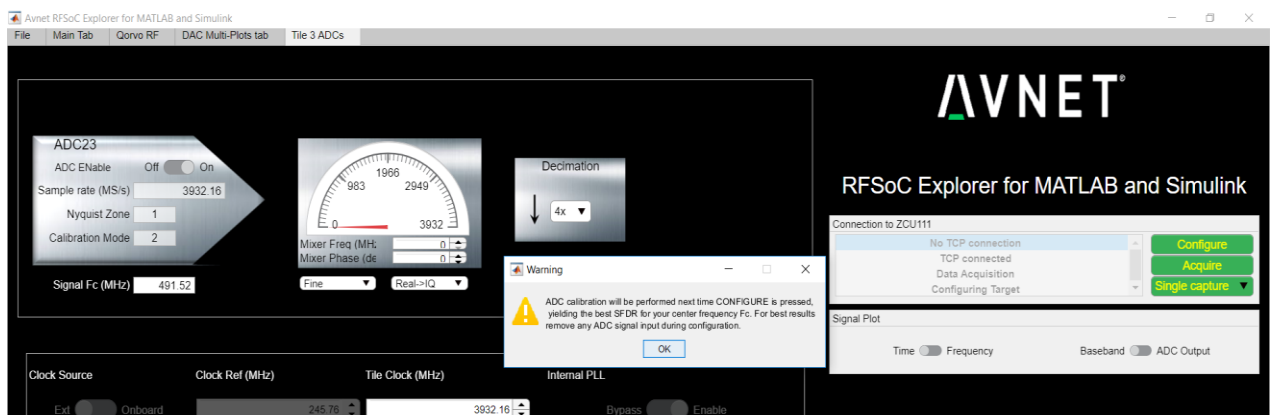 Avnet RFSoC Explorer for MATLAB and Simulink
File Main Tab Qorvo RF DAC Multi-Plots tab Tile 3 ADCs
AVNET®
RFSoC Explorer for MATLAB and Simulink
ADC23
ADC ENable Off On
Sample rate (MS/s) 3932.16
Nyquist Zone 1
Calibration Mode 2
Signal Fc (MHz) 491.52
0 983 1966 2949 3932
Mixer Freq (MHz 0
Mixer Phase (de 0
Fine Real->IQ
Decimation
4x
Connection to ZCU111
No TCP connection
TCP connected
Data Acquisition
Configuring Target
Configure
Acquire
Single capture
Warning
ADC calibration will be performed next time CONFIGURE is pressed,
yielding the best SFDR for your center frequency Fc. For best results
remove any ADC signal input during configuration.
OK
Signal Plot
Time Frequency Baseband ADC Output
Clock Source Clock Ref (MHz) Tile Clock (MHz) Internal PLL
Ext Onboard 245.76 3932.16 Bypass Enable